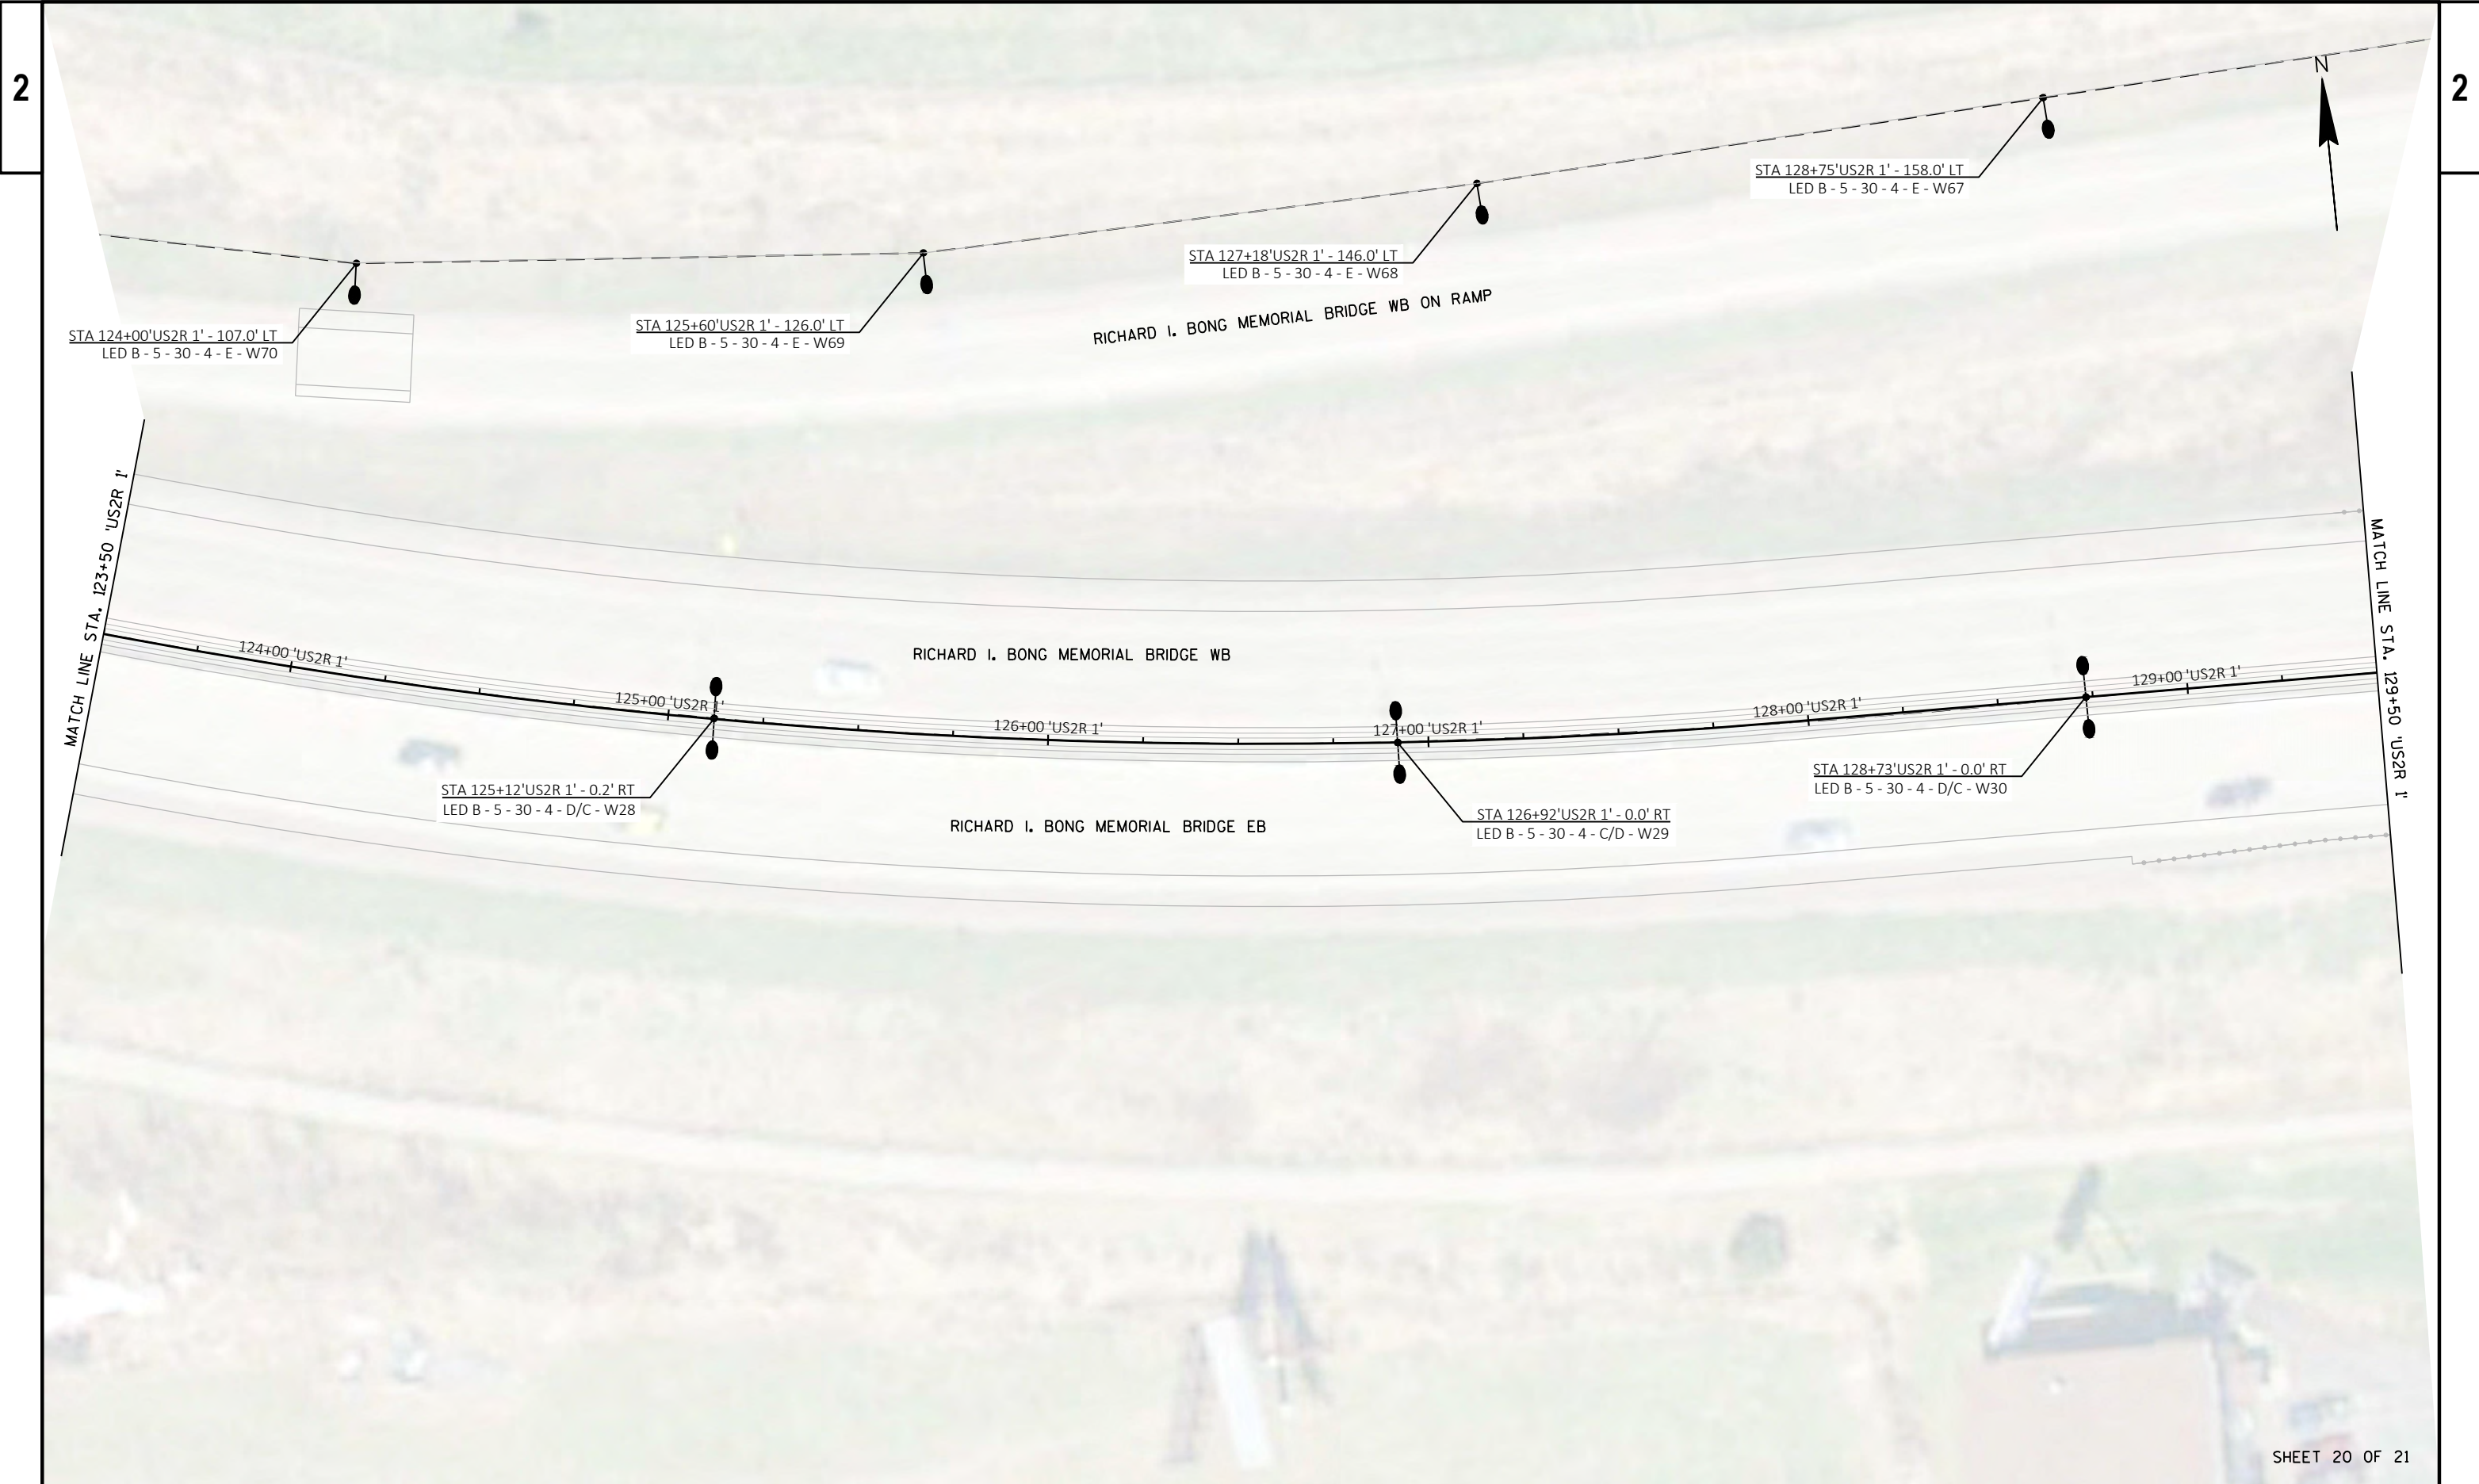 2
2
N
STA 128+75'US2R 1' - 158.0' LT
LED B - 5 - 30 - 4 - E - W67
STA 127+18'US2R 1' - 146.0' LT
LED B - 5 - 30 - 4 - E - W68
STA 124+00'US2R 1' - 107.0' LT
LED B - 5 - 30 - 4 - E - W70
STA 125+60'US2R 1' - 126.0' LT
LED B - 5 - 30 - 4 - E - W69
RICHARD I. BONG MEMORIAL BRIDGE WB ON RAMP
MATCH LINE STA. 123+50 'US2R 1'
MATCH LINE STA. 129+50 'US2R 1'
RICHARD I. BONG MEMORIAL BRIDGE WB
124+00 'US2R 1'
125+00 'US2R 1'
126+00 'US2R 1'
127+00 'US2R 1'
128+00 'US2R 1'
129+00 'US2R 1'
STA 125+12'US2R 1' - 0.2' RT
LED B - 5 - 30 - 4 - D/C - W28
STA 128+73'US2R 1' - 0.0' RT
LED B - 5 - 30 - 4 - D/C - W30
STA 126+92'US2R 1' - 0.0' RT
LED B - 5 - 30 - 4 - C/D - W29
RICHARD I. BONG MEMORIAL BRIDGE EB
SHEET 20 OF 21